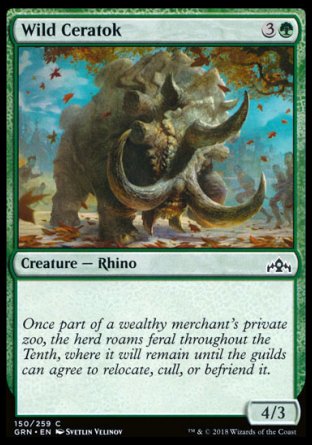 Wild Ceratok 3
Creature — Rhino
Once part of a wealthy merchant's private
zoo, the herd roams feral throughout the
Tenth, where it will remain until the guilds
can agree to relocate, cull, or befriend it.
4/3
150/259 C
GRN • EN Svetlin Velinov
™ & © 2018 Wizards of the Coast